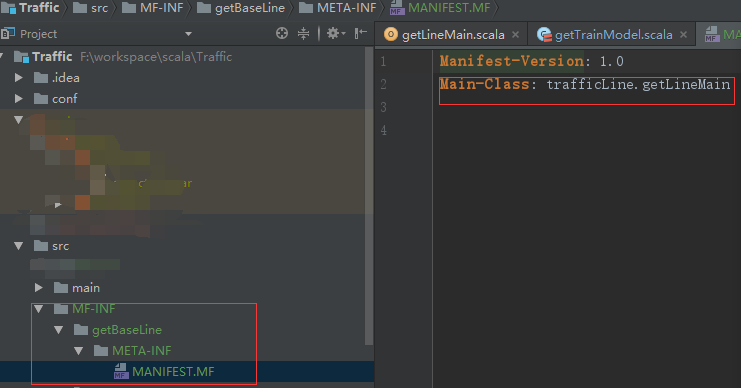 Traffic src MF-INF getBaseLine META-INF MANIFEST.MF
Project
getLineMain.scala × getTrainModel.scala ×
Traffic F:\workspace\scala\Traffic
.idea
conf
src
main
MF-INF
getBaseLine
META-INF
MANIFEST.MF
1 Manifest-Version: 1.0
2 Main-Class: trafficLine.getLineMain
3
4